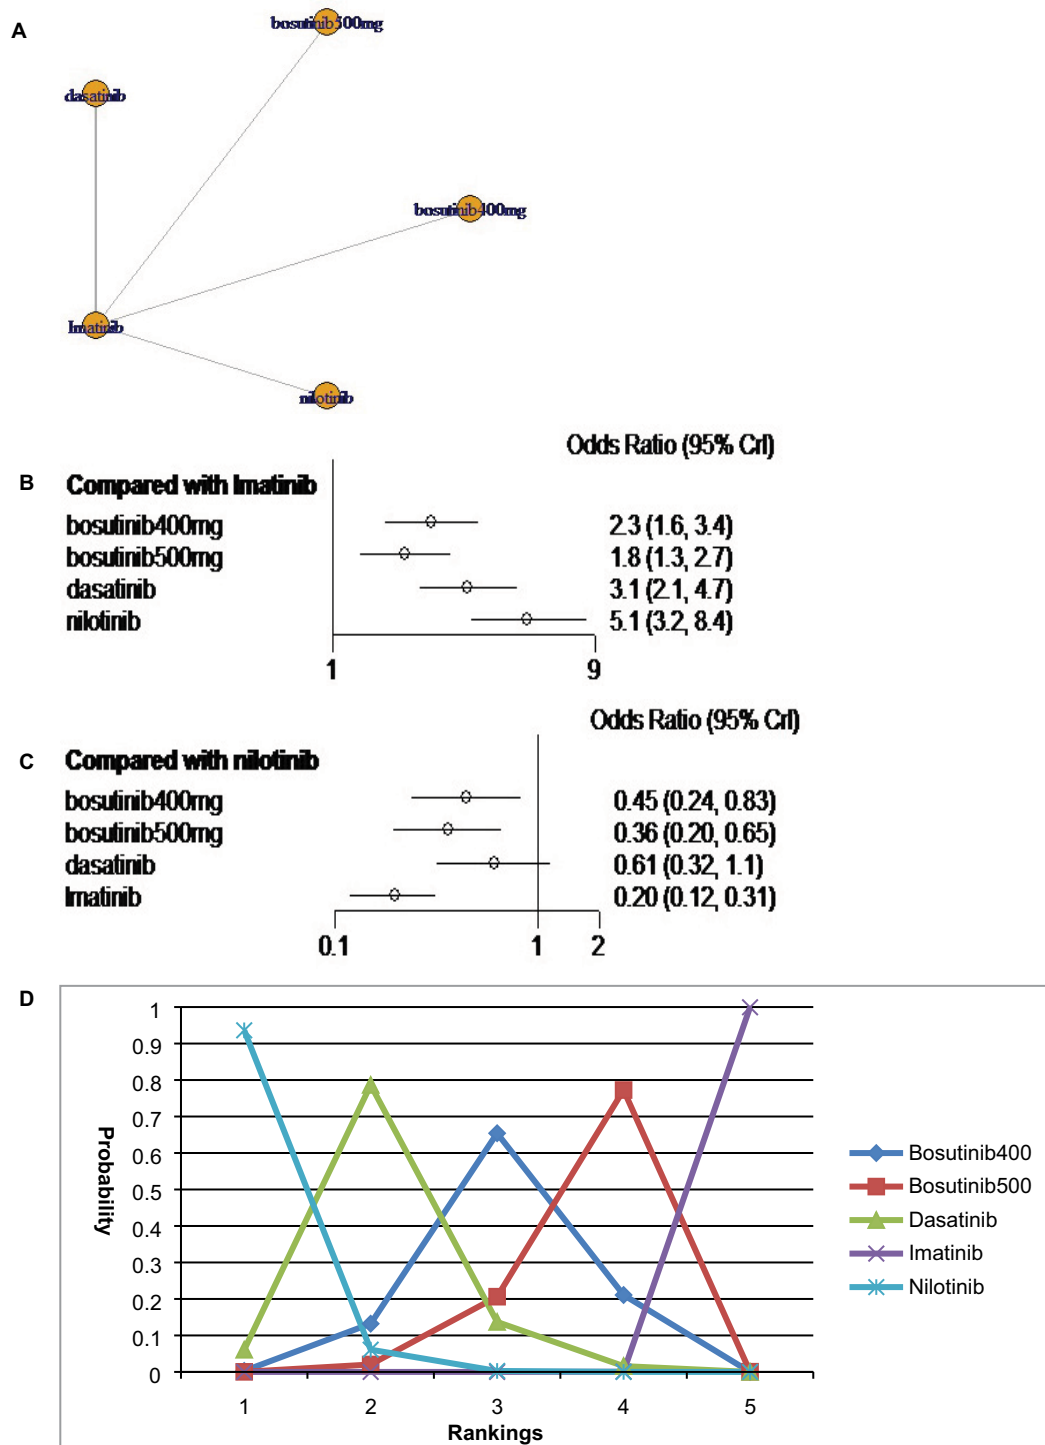 A
bosutinib500mg
dasatinib
bosutinib400mg
Imatinib
nilotinib
Odds Ratio (95% CrI)
B
Compared with Imatinib
bosutinib400mg 2.3 (1.6, 3.4)
bosutinib500mg 1.8 (1.3, 2.7)
dasatinib 3.1 (2.1, 4.7)
nilotinib 5.1 (3.2, 8.4)
1 9
Odds Ratio (95% CrI)
C
Compared with nilotinib
bosutinib400mg 0.45 (0.24, 0.83)
bosutinib500mg 0.36 (0.20, 0.65)
dasatinib 0.61 (0.32, 1.1)
Imatinib 0.20 (0.12, 0.31)
0.1 1 2
D
1
0.9
0.8
0.7
0.6
0.5
0.4
0.3
0.2
0.1
0
Probability
1 2 3 4 5
Rankings
Bosutinib400
Bosutinib500
Dasatinib
Imatinib
Nilotinib